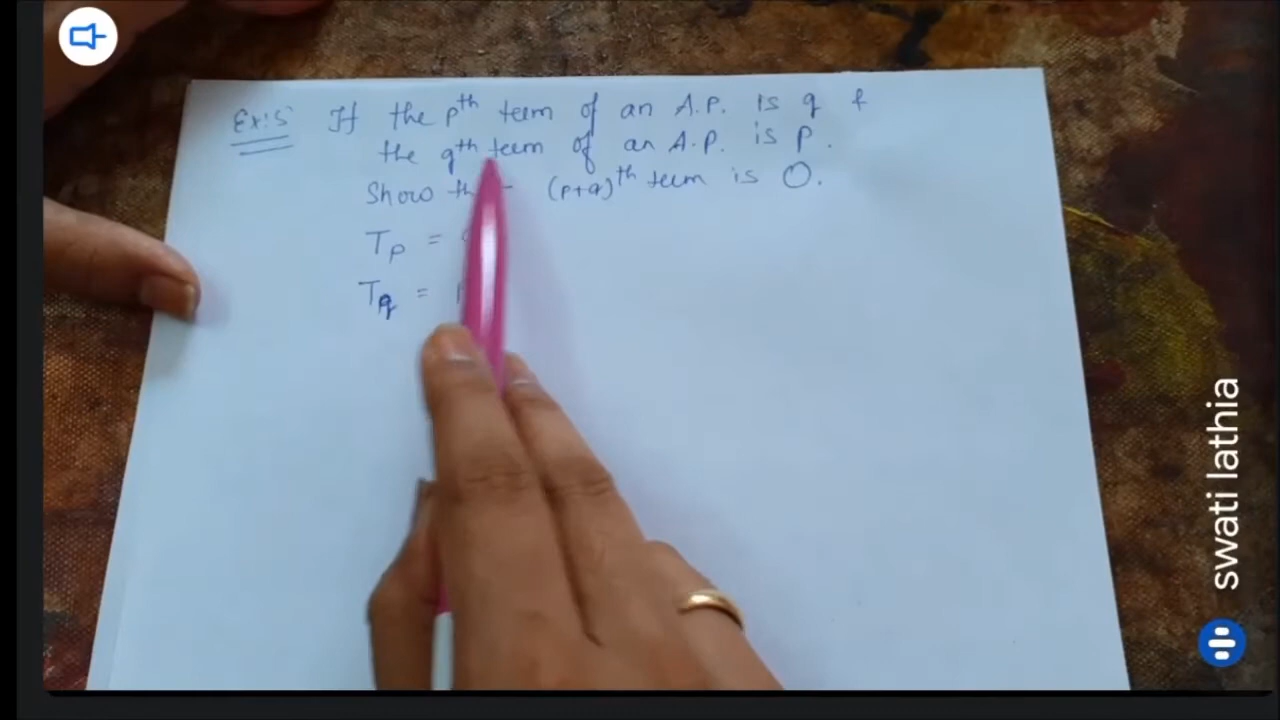 Ex:5 If the pth term of an A.P. is q &
the qth term of an A.P. is p.
Show (p+q)th term is 0.
Tp =
Tq =
swati lathia